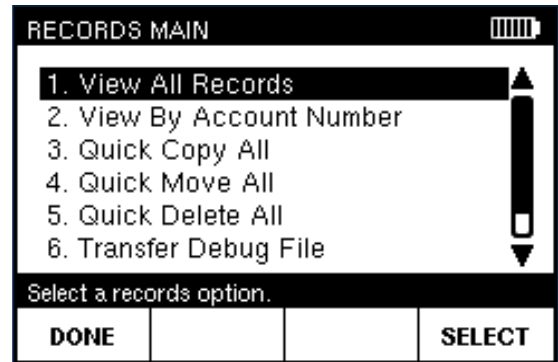 RECORDS MAIN
1. View All Records
2. View By Account Number
3. Quick Copy All
4. Quick Move All
5. Quick Delete All
6. Transfer Debug File
Select a records option.
DONE SELECT